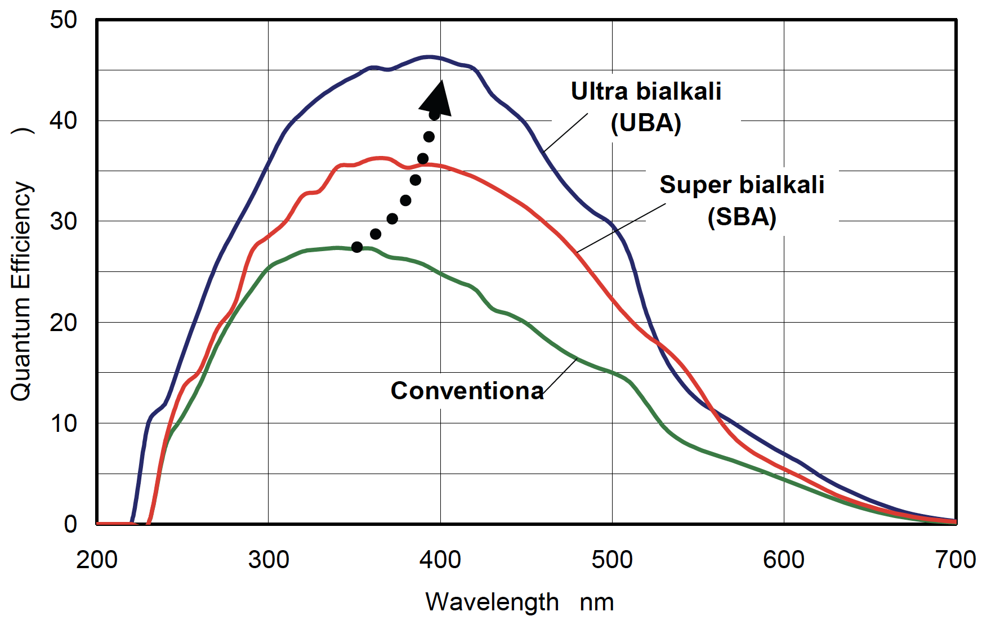 50
40
30
20
10
0
200 300 400 500 600 700
Quantum Efficiency )
Wavelength nm
Ultra bialkali
(UBA)
Super bialkali
(SBA)
Conventiona